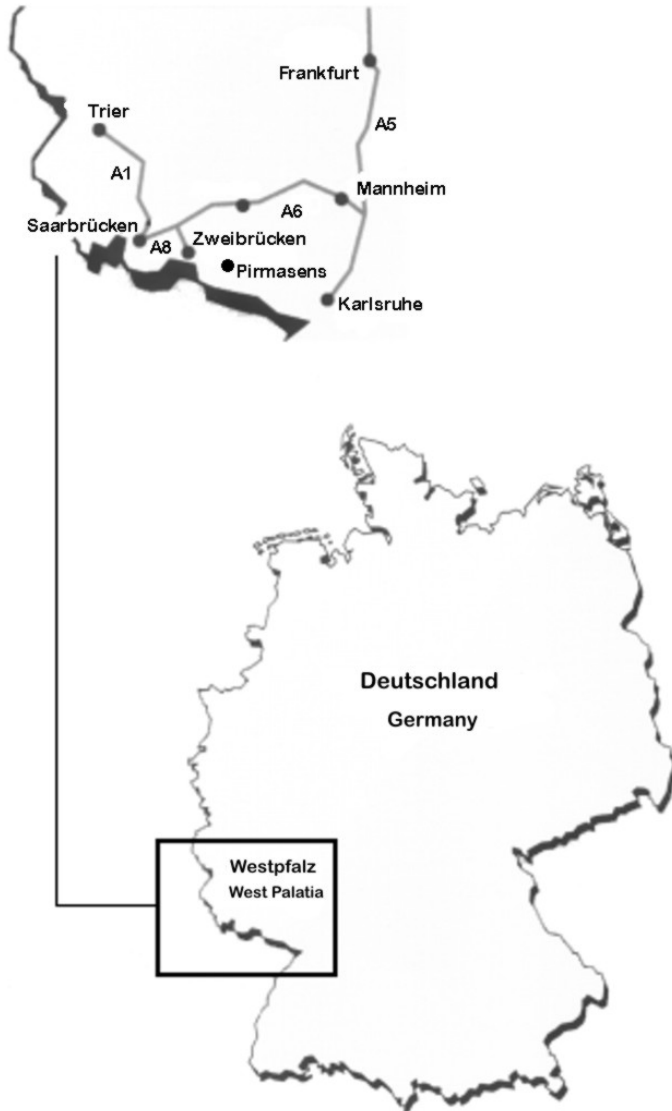 Frankfurt
Trier
A5
A1
Mannheim
A6
Saarbrücken
A8
Zweibrücken
Pirmasens
Karlsruhe
Deutschland
Germany
Westpfalz
West Palatia